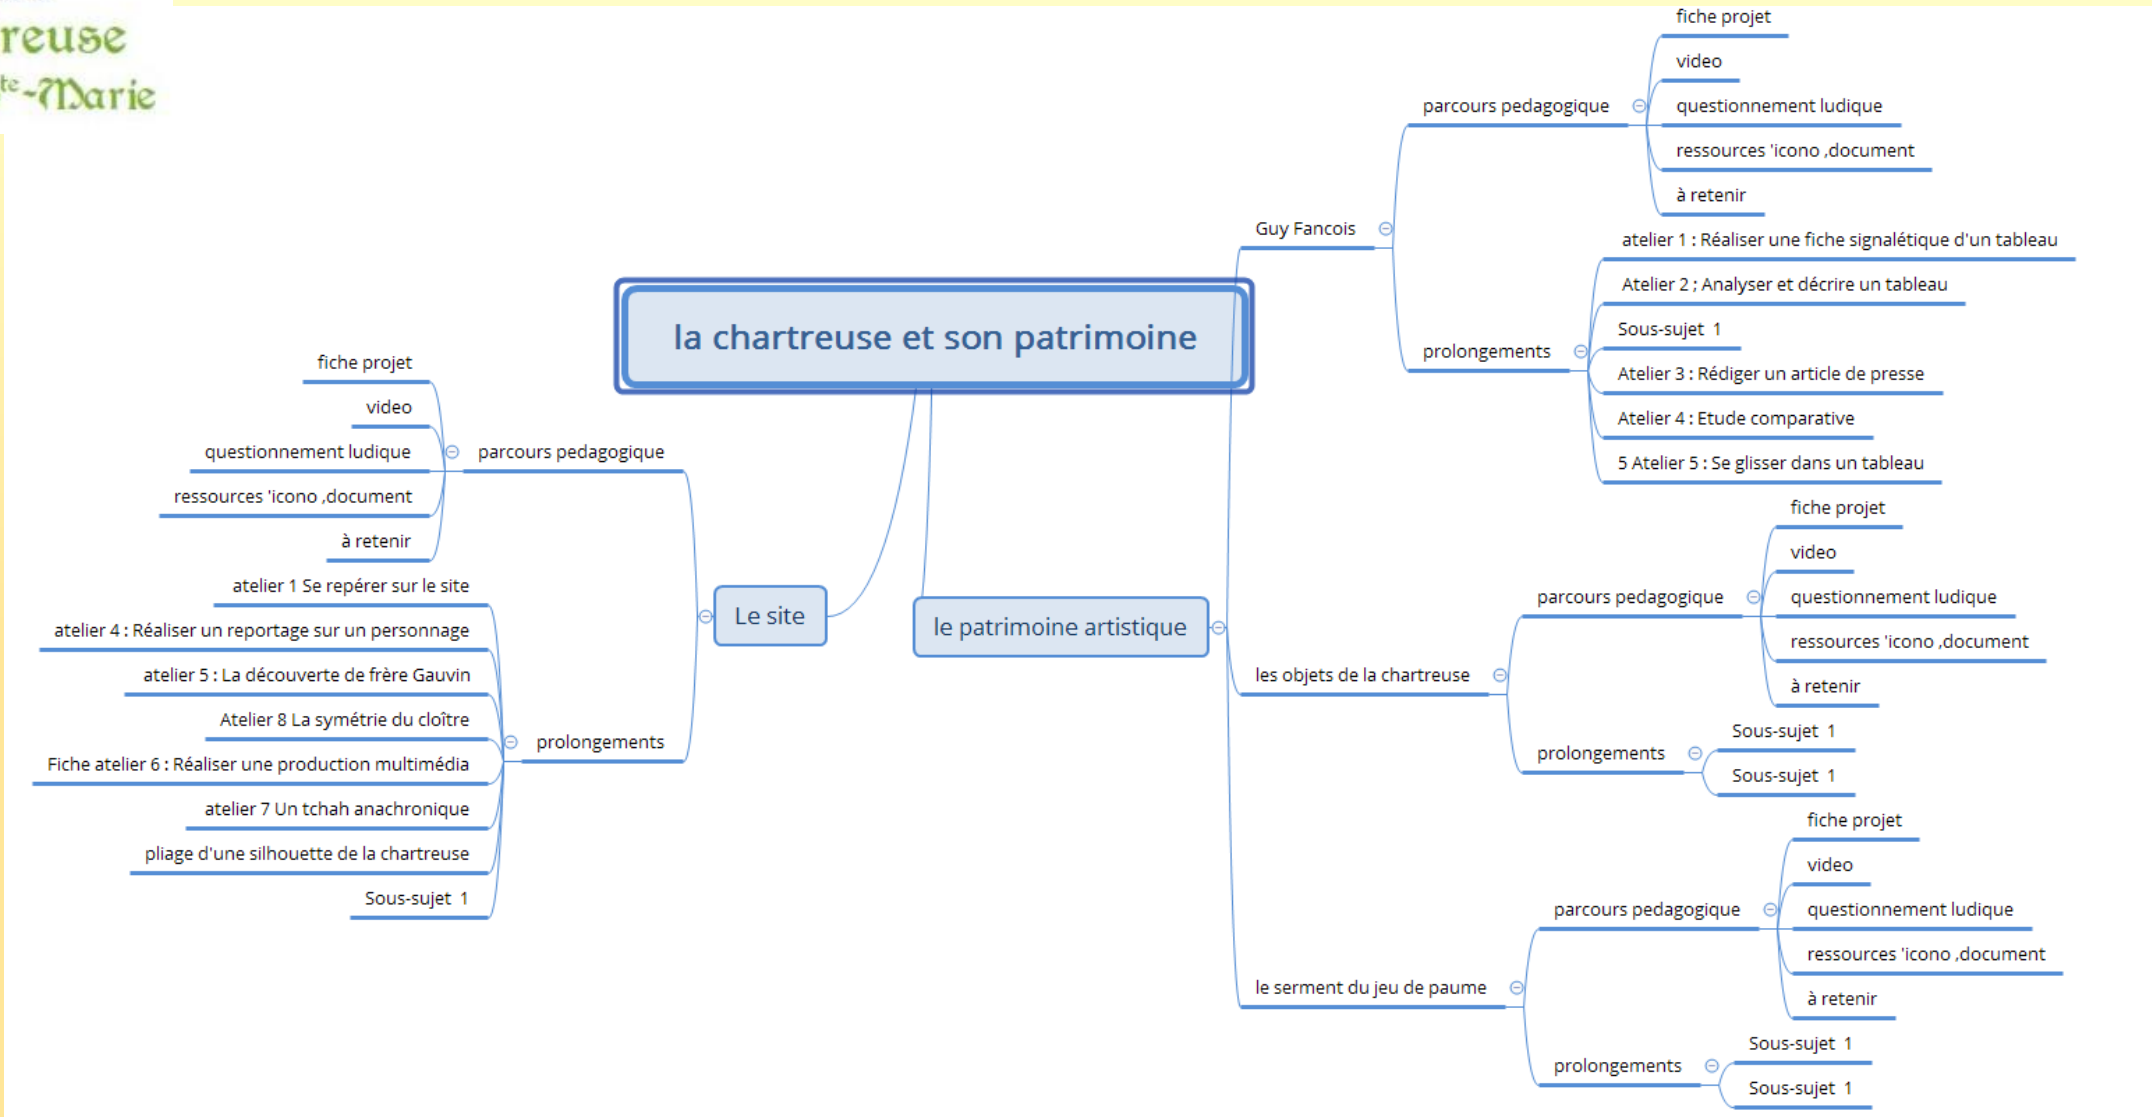 reuse
te-Marie
la chartreuse et son patrimoine
Le site
parcours pedagogique
fiche projet
video
questionnement ludique
ressources 'icono ,document
à retenir
prolongements
atelier 1 Se repérer sur le site
atelier 4 : Réaliser un reportage sur un personnage
atelier 5 : La découverte de frère Gauvin
Atelier 8 La symétrie du cloître
Fiche atelier 6 : Réaliser une production multimédia
atelier 7 Un tchah anachronique
pliage d'une silhouette de la chartreuse
Sous-sujet 1
le patrimoine artistique
Guy Fancois
parcours pedagogique
fiche projet
video
questionnement ludique
ressources 'icono ,document
à retenir
prolongements
atelier 1 : Réaliser une fiche signalétique d'un tableau
Atelier 2 ; Analyser et décrire un tableau
Sous-sujet 1
Atelier 3 : Rédiger un article de presse
Atelier 4 : Etude comparative
5 Atelier 5 : Se glisser dans un tableau
les objets de la chartreuse
parcours pedagogique
fiche projet
video
questionnement ludique
ressources 'icono ,document
à retenir
prolongements
Sous-sujet 1
Sous-sujet 1
le serment du jeu de paume
parcours pedagogique
fiche projet
video
questionnement ludique
ressources 'icono ,document
à retenir
prolongements
Sous-sujet 1
Sous-sujet 1